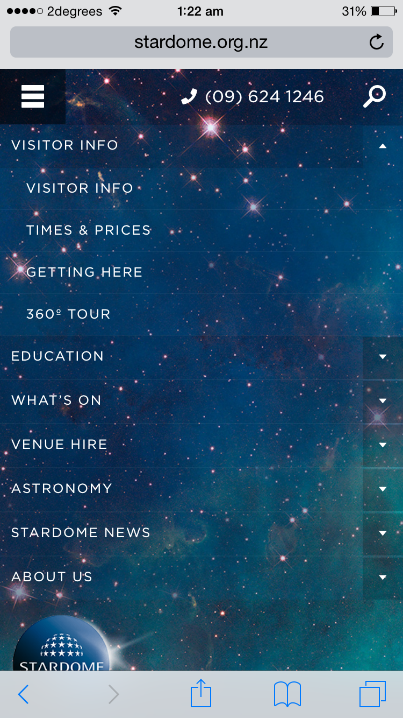 2degrees 1:22 am 31%
stardome.org.nz
(09) 624 1246
VISITOR INFO
VISITOR INFO
TIMES & PRICES
GETTING HERE
360º TOUR
EDUCATION
WHAT'S ON
VENUE HIRE
ASTRONOMY
STARDOME NEWS
ABOUT US
STARDOME